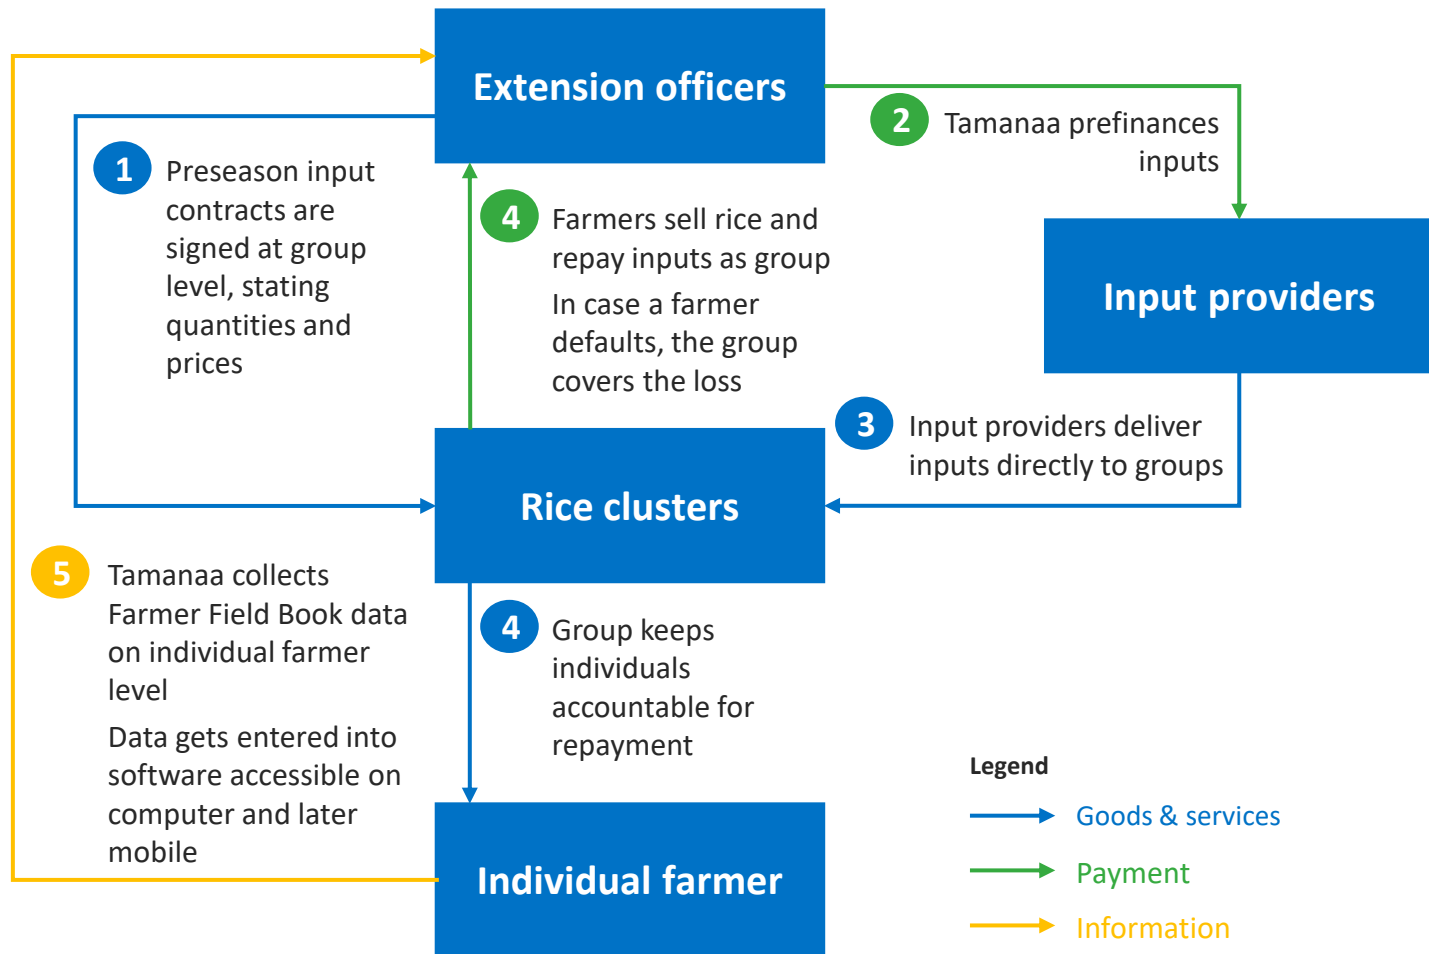 Extension officers
2
Tamanaa prefinances
inputs
1
Preseason input
contracts are
signed at group
level, stating
quantities and
prices
4
Farmers sell rice and
repay inputs as group
In case a farmer
defaults, the group
covers the loss
Input providers
3
Input providers deliver
inputs directly to groups
Rice clusters
5
Tamanaa collects
Farmer Field Book data
on individual farmer
level
Data gets entered into
software accessible on
computer and later
mobile
4
Group keeps
individuals
accountable for
repayment
Individual farmer
Legend
Goods & services
Payment
Information